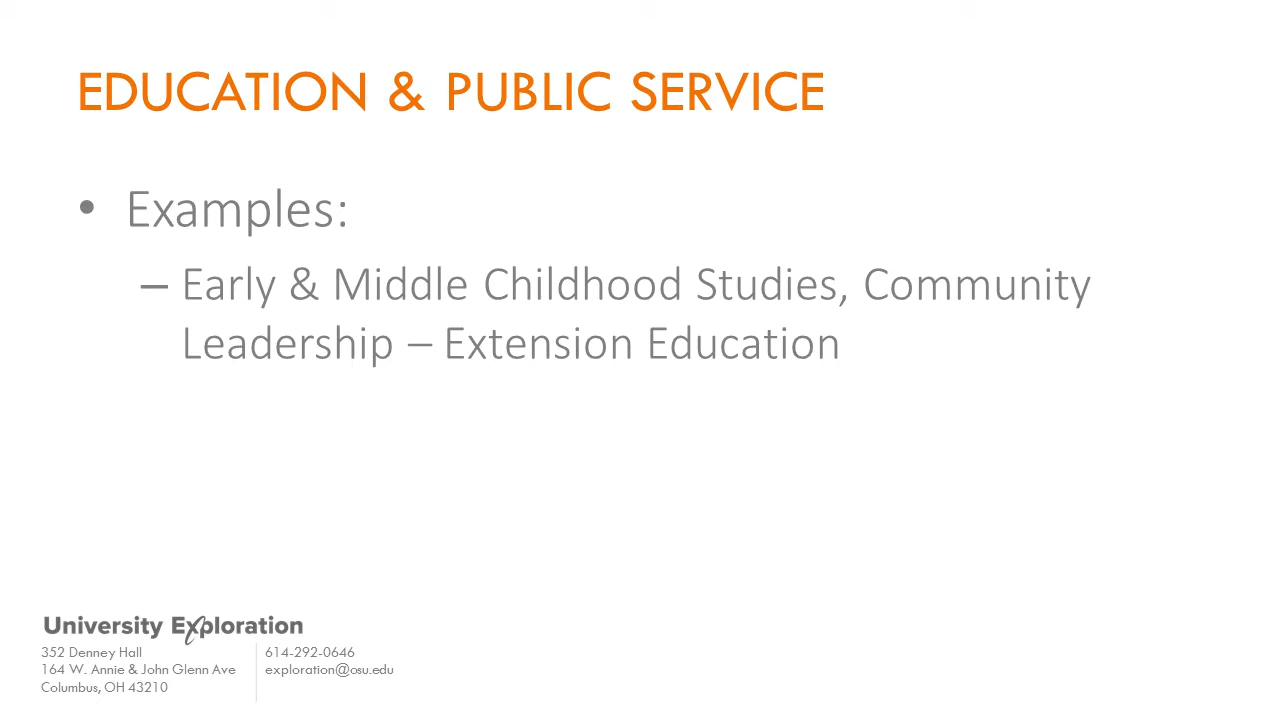 EDUCATION & PUBLIC SERVICE
• Examples:
– Early & Middle Childhood Studies, Community
Leadership – Extension Education
University Exploration
352 Denney Hall
164 W. Annie & John Glenn Ave
Columbus, OH 43210
614-292-0646
exploration@osu.edu